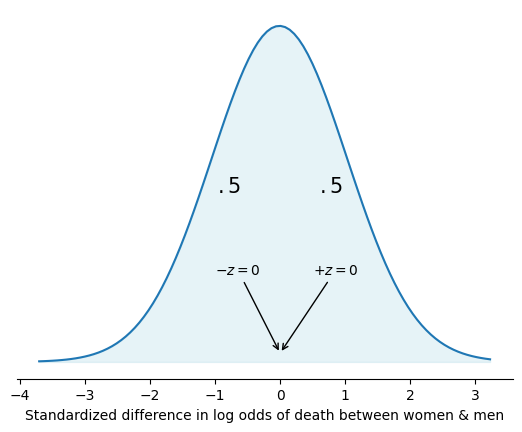 .5 .5
−z = 0 +z = 0
−4 −3 −2 −1 0 1 2 3
Standardized difference in log odds of death between women & men